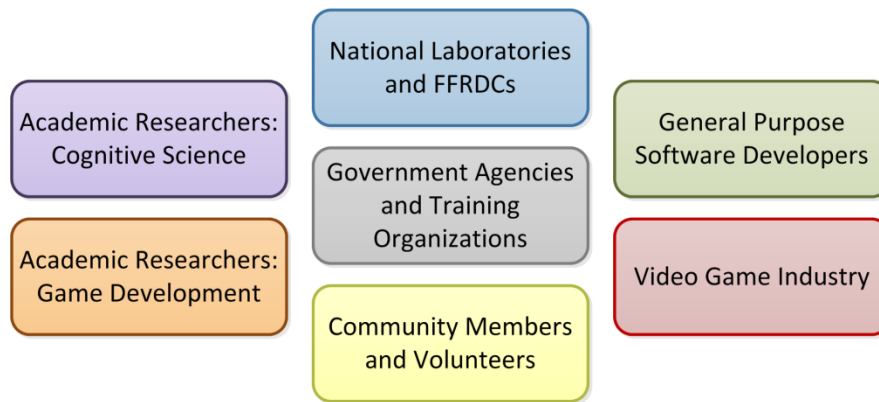 Academic Researchers:
Cognitive Science
Academic Researchers:
Game Development
National Laboratories
and FFRDCs
Government Agencies
and Training
Organizations
Community Members
and Volunteers
General Purpose
Software Developers
Video Game Industry